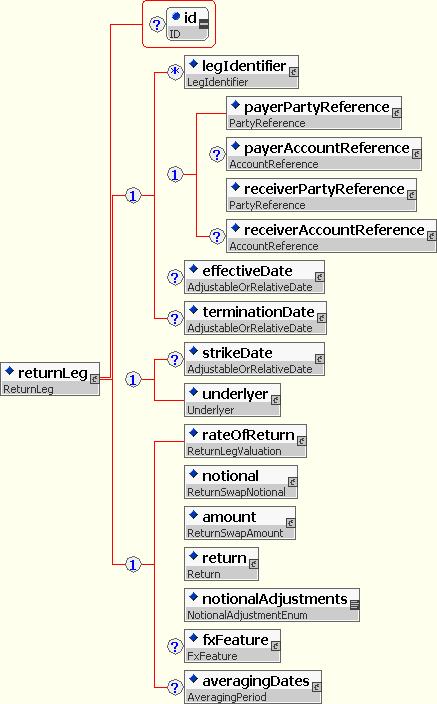 ? id
ID
* legIdentifier
LegIdentifier
payerPartyReference
PartyReference
? payerAccountReference
AccountReference
1
receiverPartyReference
PartyReference
1
? receiverAccountReference
AccountReference
? effectiveDate
AdjustableOrRelativeDate
? terminationDate
AdjustableOrRelativeDate
? strikeDate
AdjustableOrRelativeDate
returnLeg
ReturnLeg
1
underlyer
Underlyer
rateOfReturn
ReturnLegValuation
notional
ReturnSwapNotional
amount
ReturnSwapAmount
1
return
Return
notionalAdjustments
NotionalAdjustmentEnum
? fxFeature
FxFeature
? averagingDates
AveragingPeriod